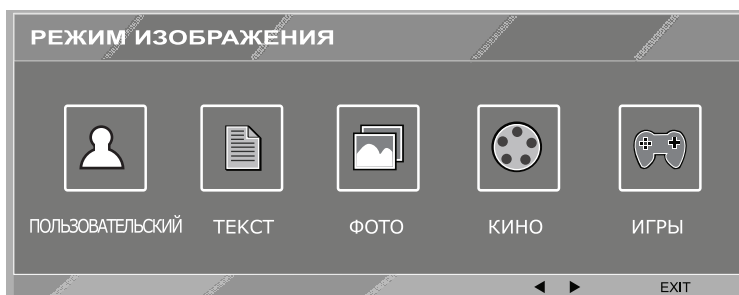 РЕЖИМ ИЗОБРАЖЕНИЯ
ПОЛЬЗОВАТЕЛЬСКИЙ ТЕКСТ ФОТО КИНО ИГРЫ
EXIT